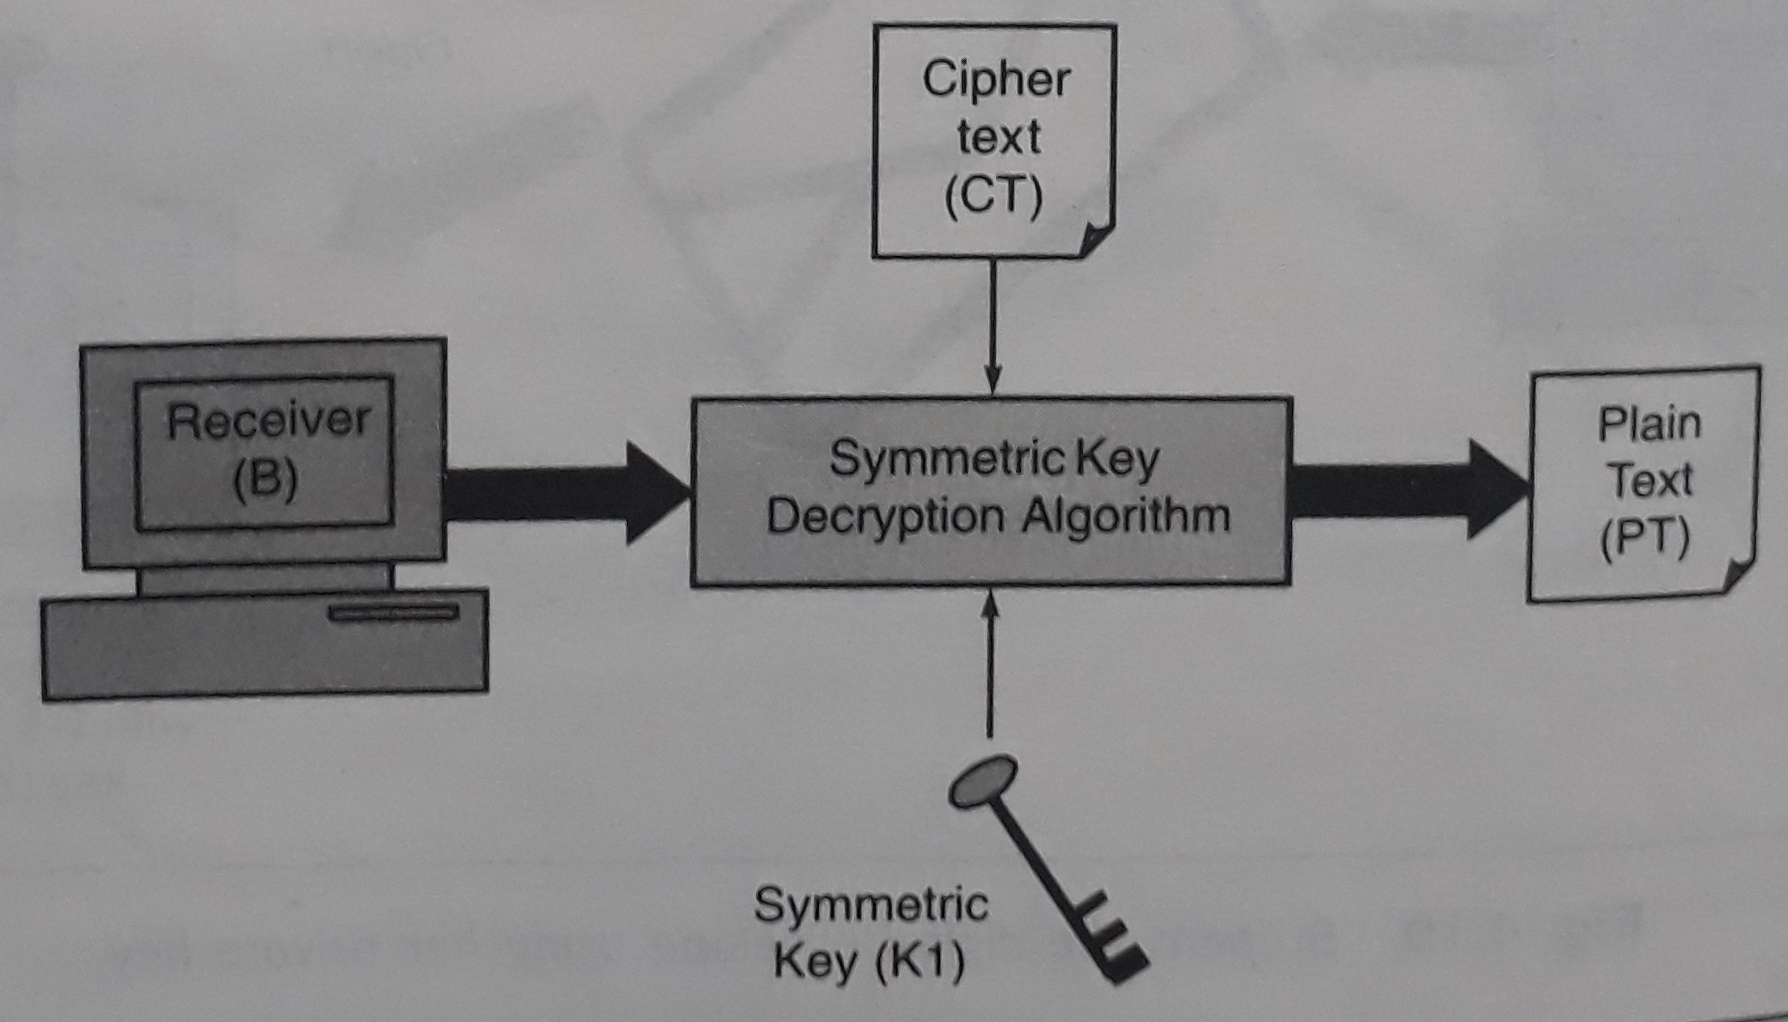 Cipher
text
(CT)
Receiver
(B)
Symmetric Key
Decryption Algorithm
Plain
Text
(PT)
Symmetric
Key (K1)